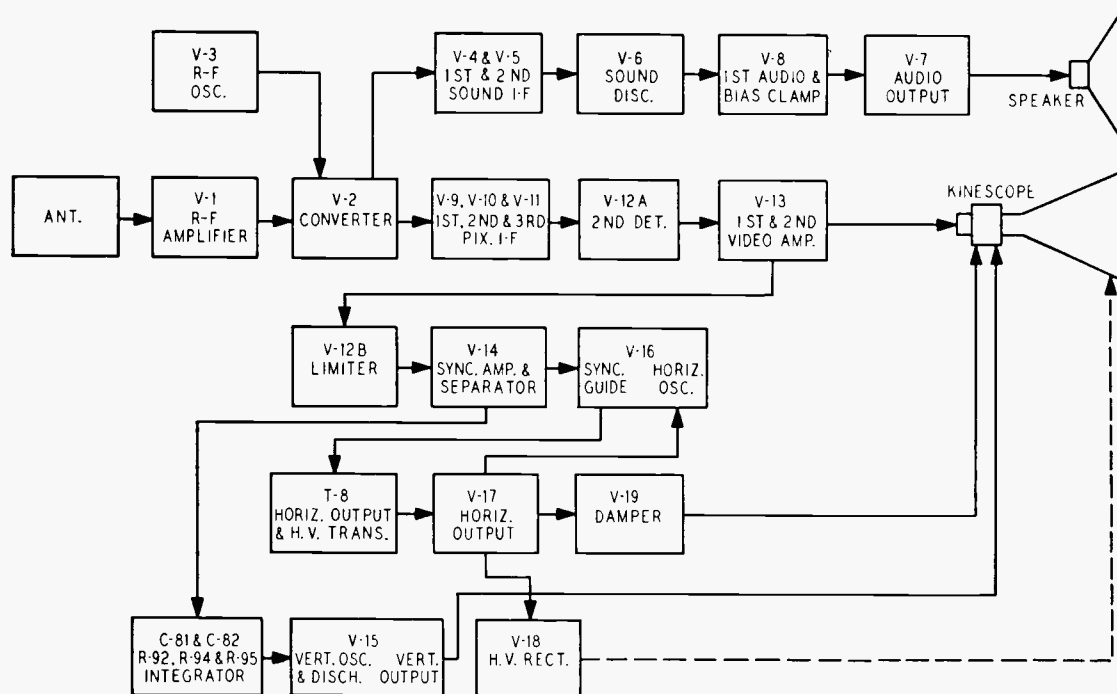 V-3
R-F
OSC.
V-4 & V-5
1ST & 2ND
SOUND I-F
V-6
SOUND
DISC.
V-8
1ST AUDIO &
BIAS CLAMP
V-7
AUDIO
OUTPUT
SPEAKER
ANT.
V-1
R-F
AMPLIFIER
V-2
CONVERTER
V-9, V-10 & V-11
1ST, 2ND & 3RD
PIX. I-F
V-12A
2ND DET.
V-13
1ST & 2ND
VIDEO AMP.
KINESCOPE
V-12B
LIMITER
V-14
SYNC. AMP. &
SEPARATOR
V-16
SYNC. HORIZ.
GUIDE OSC.
T-8
HORIZ. OUTPUT
& H.V. TRANS.
V-17
HORIZ.
OUTPUT
V-19
DAMPER
C-81 & C-82
R-92, R-94 & R-95
INTEGRATOR
V-15
VERT. OSC. VERT.
& DISCH. OUTPUT
V-18
H.V. RECT.